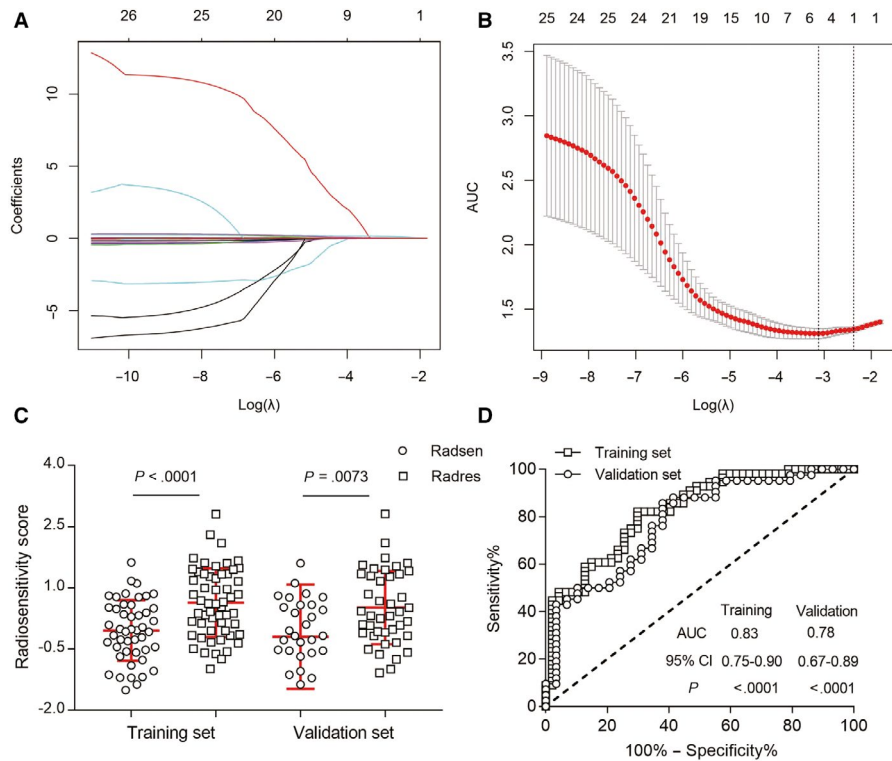 A
26 25 20 9 1
10
5
0
−5
Coefficients
−10 −8 −6 −4 −2
Log(λ)
B
25 24 25 24 21 19 15 10 7 6 4 1 1
3.5
3.0
2.5
2.0
1.5
AUC
−9 −8 −7 −6 −5 −4 −3 −2
Log(λ)
C
Radsen
Radres
P < .0001
P = .0073
4.0
2.5
1.0
-0.5
-2.0
Radiosensitivity score
Training set Validation set
D
Training set
Validation set
100
80
60
40
20
0
Sensitivity%
Training Validation
AUC 0.83 0.78
95% CI 0.75-0.90 0.67-0.89
P <.0001 <.0001
0 20 40 60 80 100
100% − Specificity%